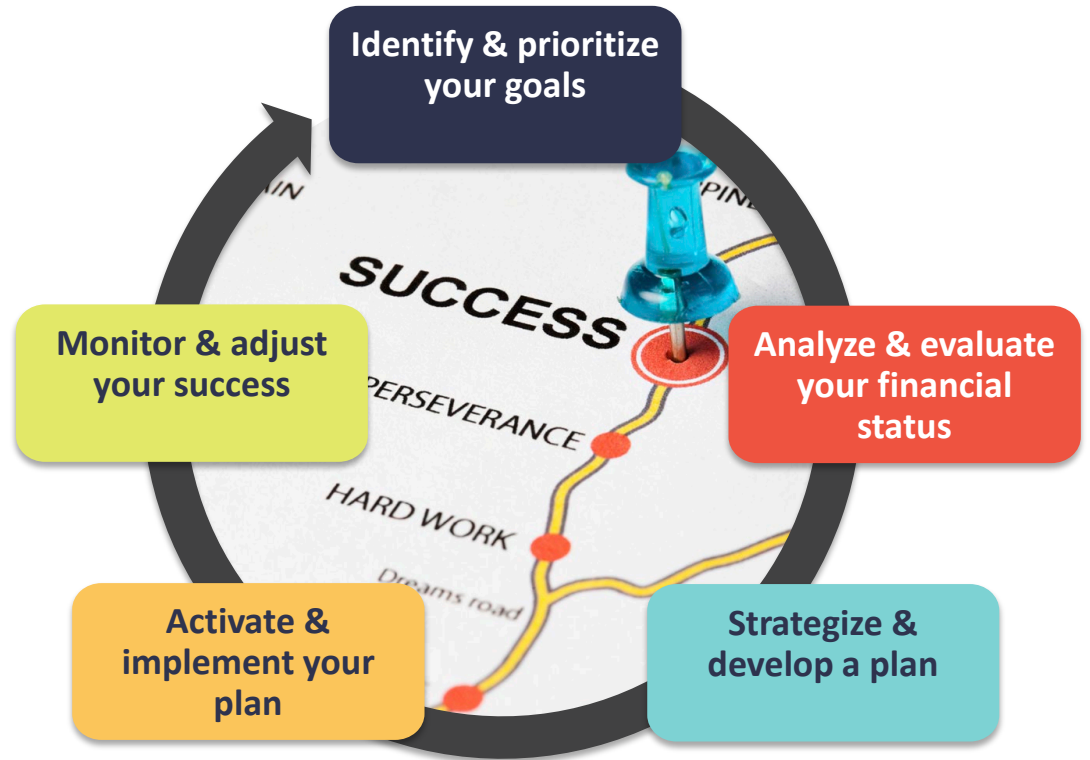 Identify & prioritize
your goals
Analyze & evaluate
your financial
status
Strategize &
develop a plan
Activate &
implement your
plan
Monitor & adjust
your success
SUCCESS
PERSEVERANCE
HARD WORK
Dreams road